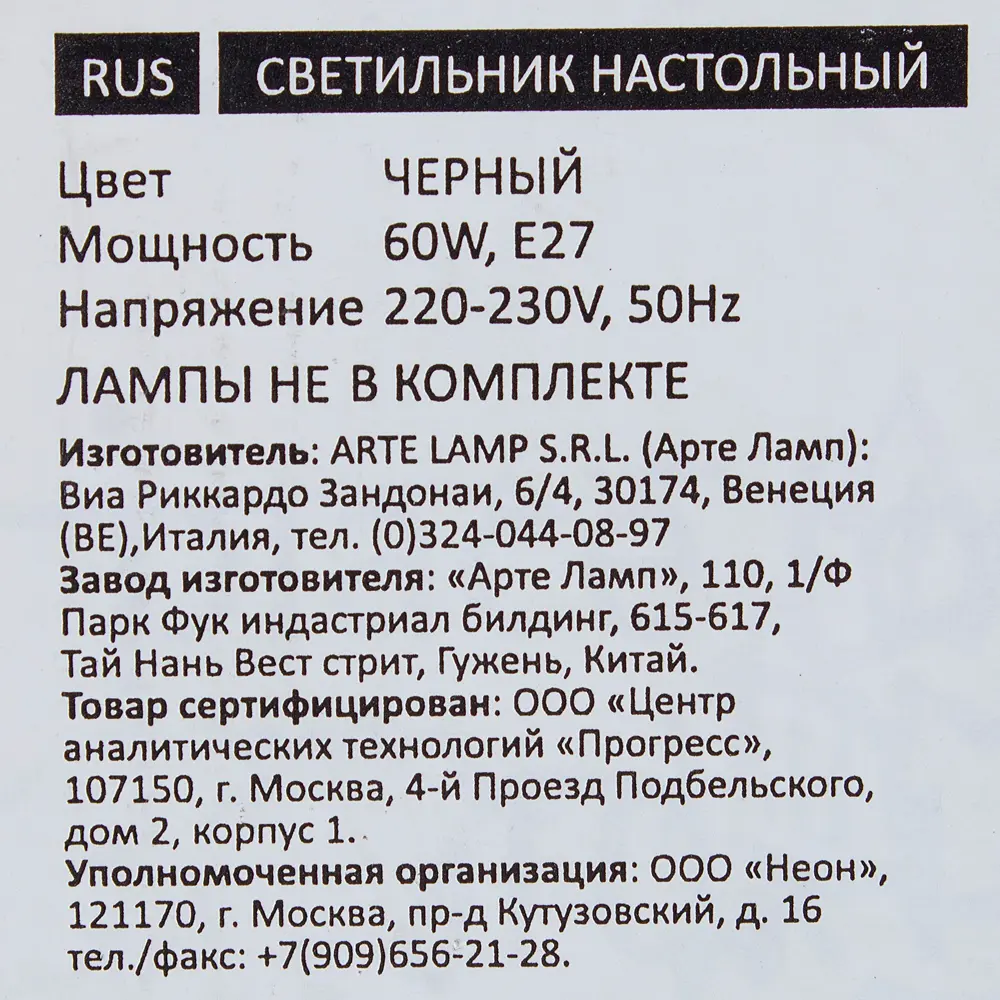 RUS СВЕТИЛЬНИК НАСТОЛЬНЫЙ
Цвет ЧЕРНЫЙ
Мощность 60W, E27
Напряжение 220-230V, 50Hz
ЛАМПЫ НЕ В КОМПЛЕКТЕ
Изготовитель: ARTE LAMP S.R.L. (Арте Ламп):
Виа Риккардо Зандонаи, 6/4, 30174, Венеция
(ВЕ),Италия, тел. (0)324-044-08-97
Завод изготовителя: «Арте Ламп», 110, 1/Ф
Парк Фук индастриал билдинг, 615-617,
Тай Нань Вест стрит, Гужень, Китай.
Товар сертифицирован: ООО «Центр
аналитических технологий «Прогресс»,
107150, г. Москва, 4-й Проезд Подбельского,
дом 2, корпус 1.
Уполномоченная организация: ООО «Неон»,
121170, г. Москва, пр-д Кутузовский, д. 16
тел./факс: +7(909)656-21-28.